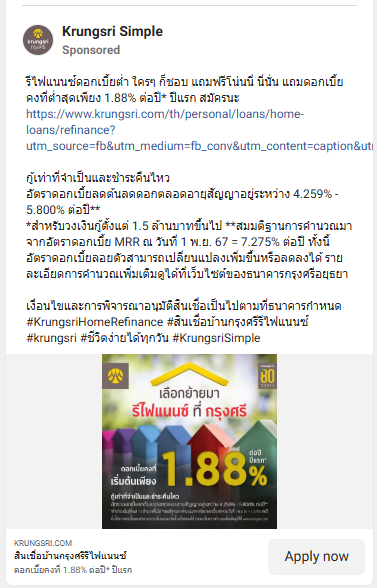 Krungsri Simple
Sponsored
krungsri
กรุงศรี
รีไฟแนนซ์ดอกเบี้ยต่ำ ใครๆ ก็ชอบ แถมฟรีโน่นนี่ นี่นั่น แถมดอกเบี้ย
คงที่ต่ำสุดเพียง 1.88% ต่อปี* ปีแรก สมัครนะ
https://www.krungsri.com/th/personal/loans/home-
loans/refinance?
utm_source=fb&utm_medium=fb_conv&utm_content=caption&ut
กู้เท่าที่จำเป็นและชำระคืนไหว
อัตราดอกเบี้ยลดต้นลดดอกตลอดอายุสัญญาอยู่ระหว่าง 4.259% -
5.800% ต่อปี**
*สำหรับวงเงินกู้ตั้งแต่ 1.5 ล้านบาทขึ้นไป **สมมติฐานการคำนวณมา
จากอัตราดอกเบี้ย MRR ณ วันที่ 1 พ.ย. 67 = 7.275% ต่อปี ทั้งนี้
อัตราดอกเบี้ยลอยตัวสามารถเปลี่ยนแปลงเพิ่มขึ้นหรือลดลงได้ ราย
ละเอียดการคำนวณเพิ่มเติมดูได้ที่เว็บไซต์ของธนาคารกรุงศรีอยุธยา
เงื่อนไขและการพิจารณาอนุมัติสินเชื่อเป็นไปตามที่ธนาคารกำหนด
#KrungsriHomeRefinance #สินเชื่อบ้านกรุงศรีรีไฟแนนซ์
#krungsri #ชีวิตง่ายได้ทุกวัน #KrungsriSimple
เลือกย้ายมา
รีไฟแนนซ์ ที่ กรุงศรี
ดอกเบี้ยคงที่
เริ่มต้นเพียง
1.88%
ต่อปี
ปีแรก*
กู้เท่าที่จำเป็นและชำระคืนไหว
KRUNGSRI.COM
สินเชื่อบ้านกรุงศรีรีไฟแนนซ์
ดอกเบี้ยคงที่ 1.88% ต่อปี* ปีแรก
Apply now